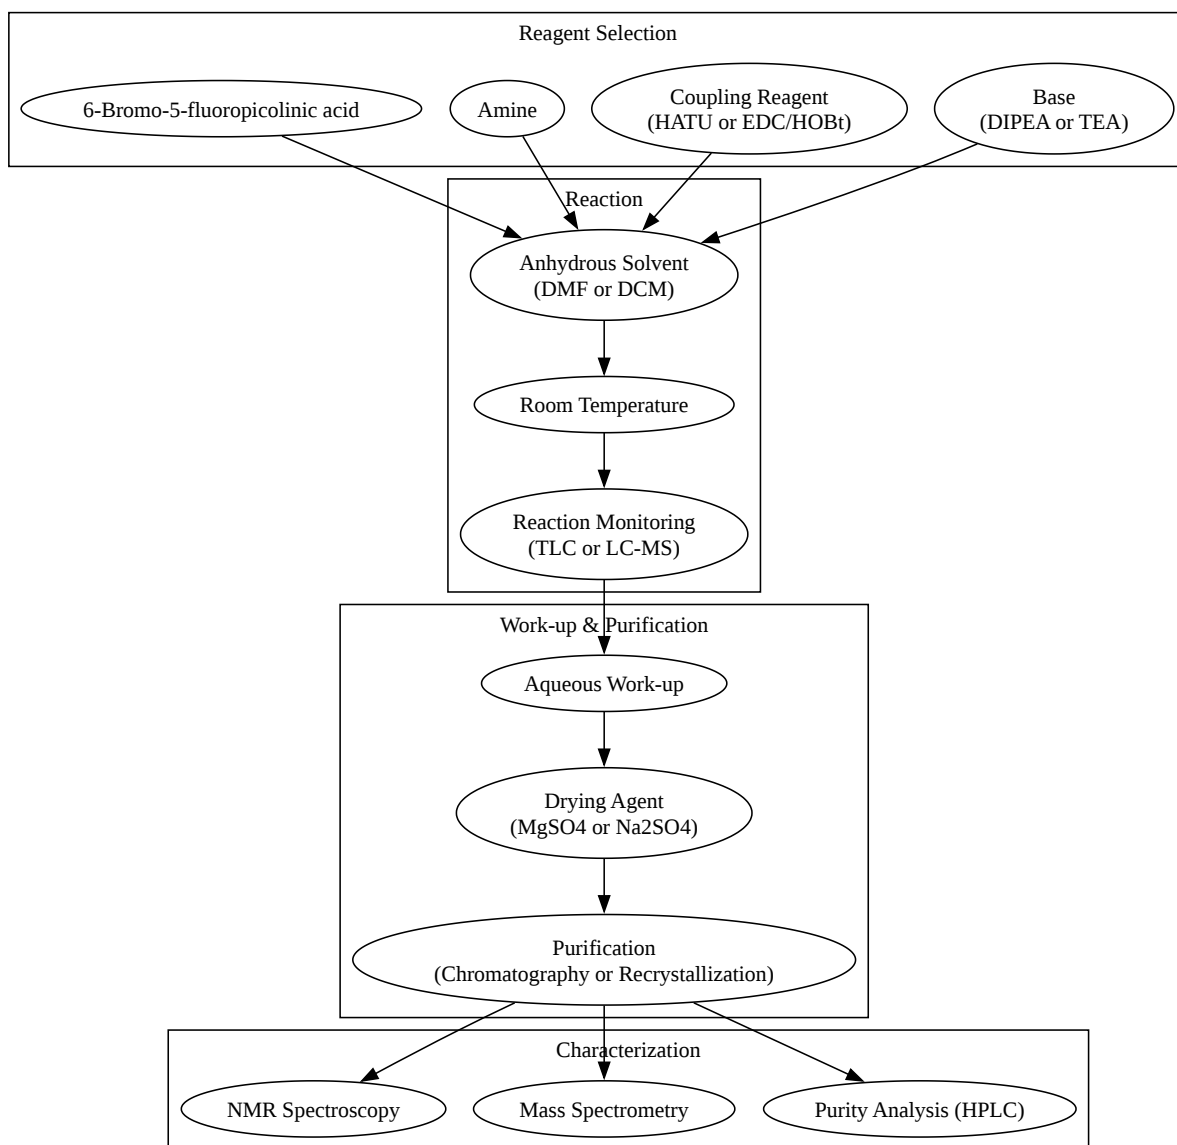 Reagent Selection
6-Bromo-5-fluoropicolinic acid
Amine
Coupling Reagent
(HATU or EDC/HOBt)
Base
(DIPEA or TEA)
Reaction
Anhydrous Solvent
(DMF or DCM)
Room Temperature
Reaction Monitoring
(TLC or LC-MS)
Work-up & Purification
Aqueous Work-up
Drying Agent
(MgSO4 or Na2SO4)
Purification
(Chromatography or Recrystallization)
Characterization
NMR Spectroscopy
Mass Spectrometry
Purity Analysis (HPLC)